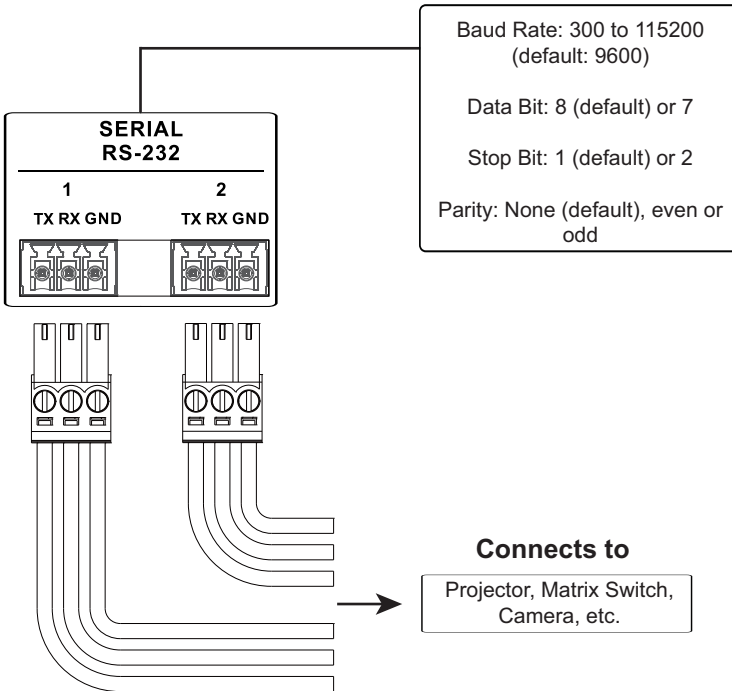 Baud Rate: 300 to 115200
(default: 9600)
Data Bit: 8 (default) or 7
Stop Bit: 1 (default) or 2
Parity: None (default), even or
odd
SERIAL
RS-232
1
2
TX RX GND
TX RX GND
Connects to
Projector, Matrix Switch,
Camera, etc.